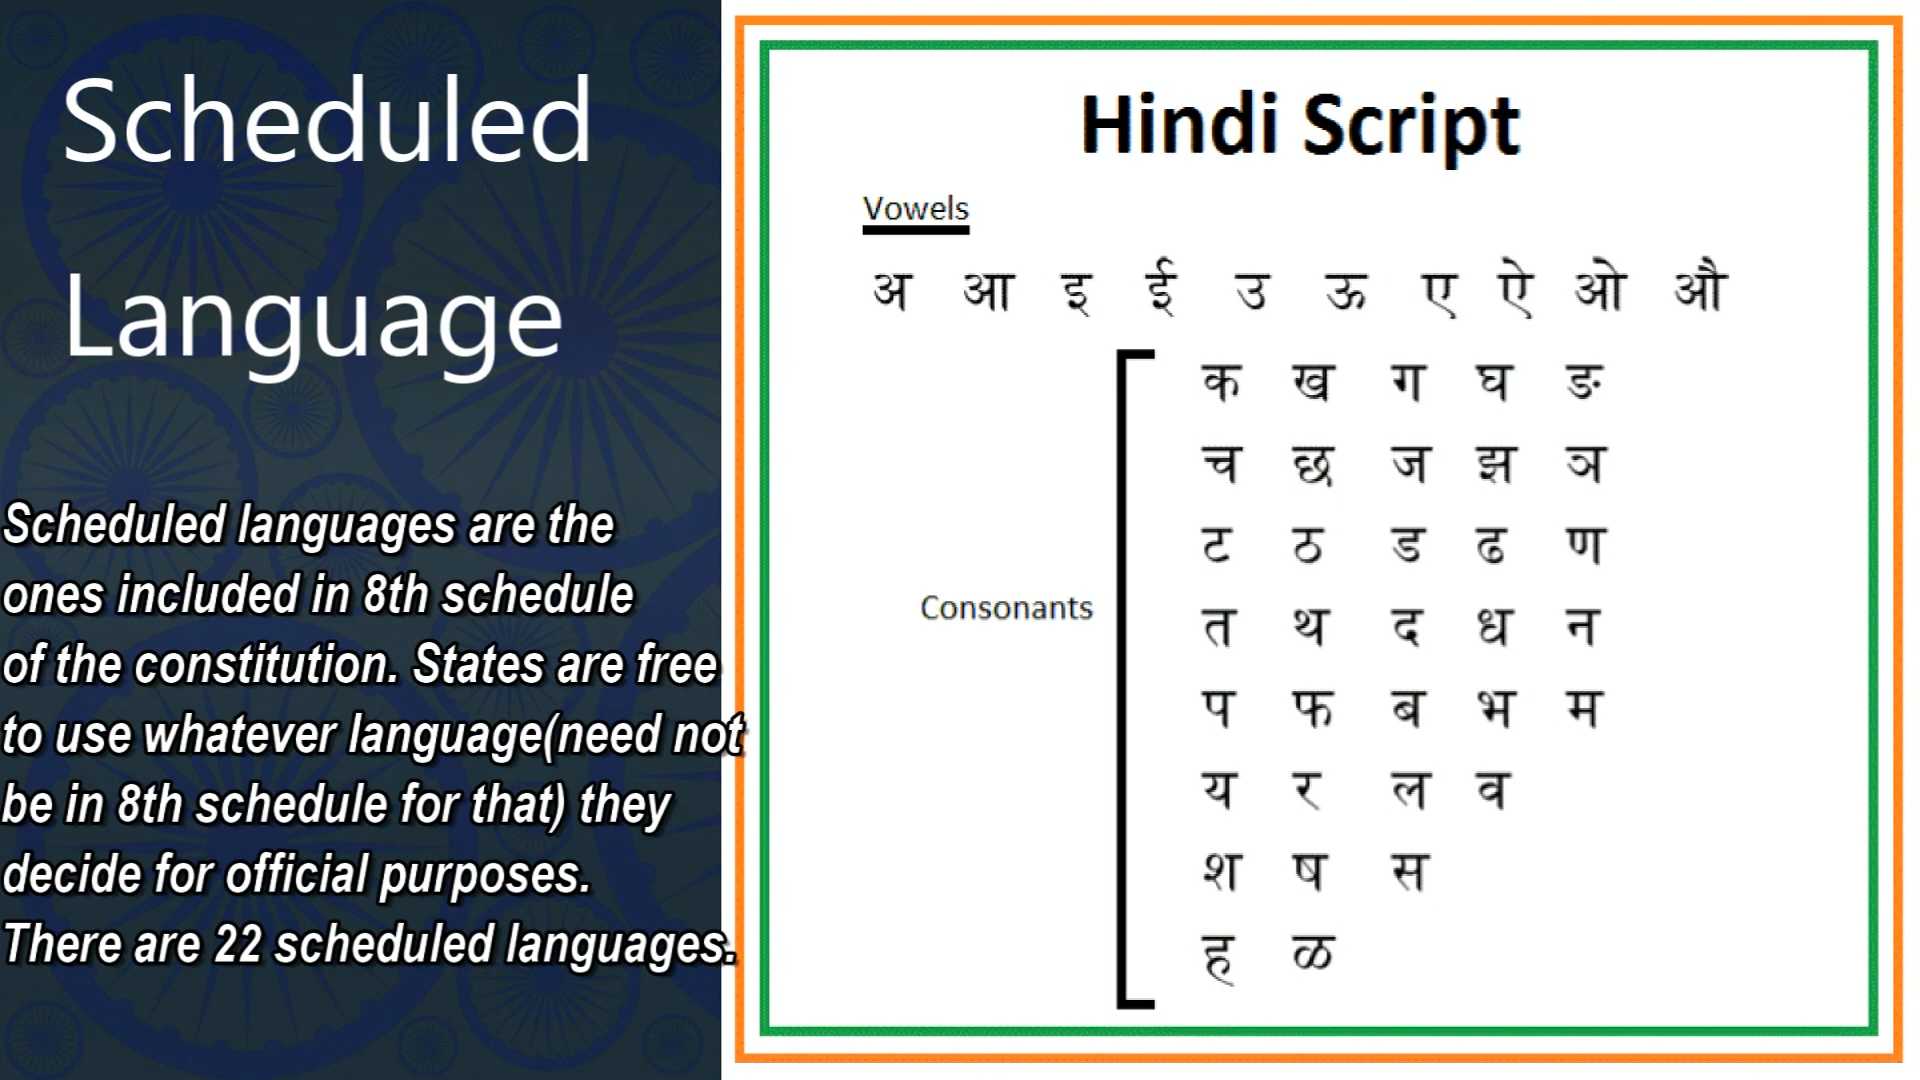 Scheduled
Language
Scheduled languages are the
ones included in 8th schedule
of the constitution. States are free
to use whatever language(need not
be in 8th schedule for that) they
decide for official purposes.
There are 22 scheduled languages.
Hindi Script
Vowels
अ आ इ ई उ ऊ ए ऐ ओ औ
क ख ग घ ङ
च छ ज झ ञ
ट ठ ड ढ ण
Consonants
त थ द ध न
प फ ब भ म
य र ल व
श ष स
ह ळ